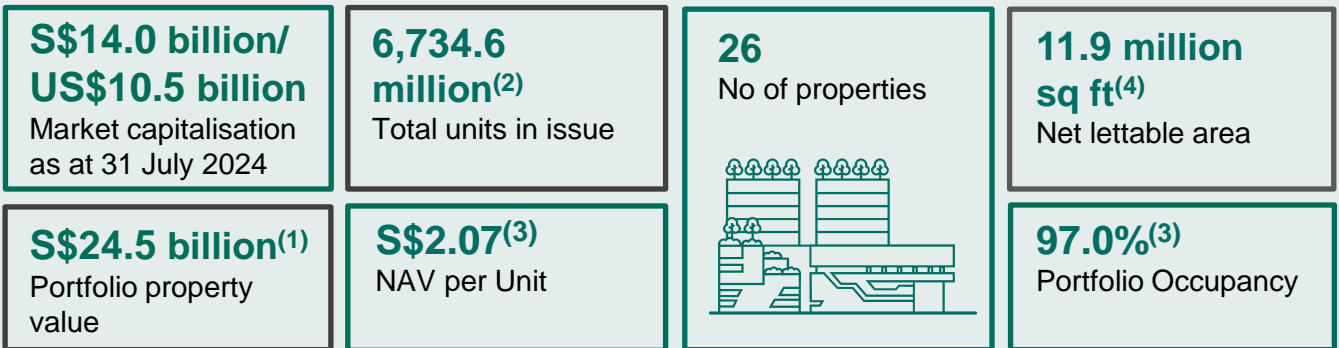 S$14.0 billion/
US$10.5 billion
Market capitalisation
as at 31 July 2024
6,734.6
million(2)
Total units in issue
26
No of properties
11.9 million
sq ft(4)
Net lettable area
S$24.5 billion(1)
Portfolio property
value
S$2.07(3)
NAV per Unit
97.0%(3)
Portfolio Occupancy